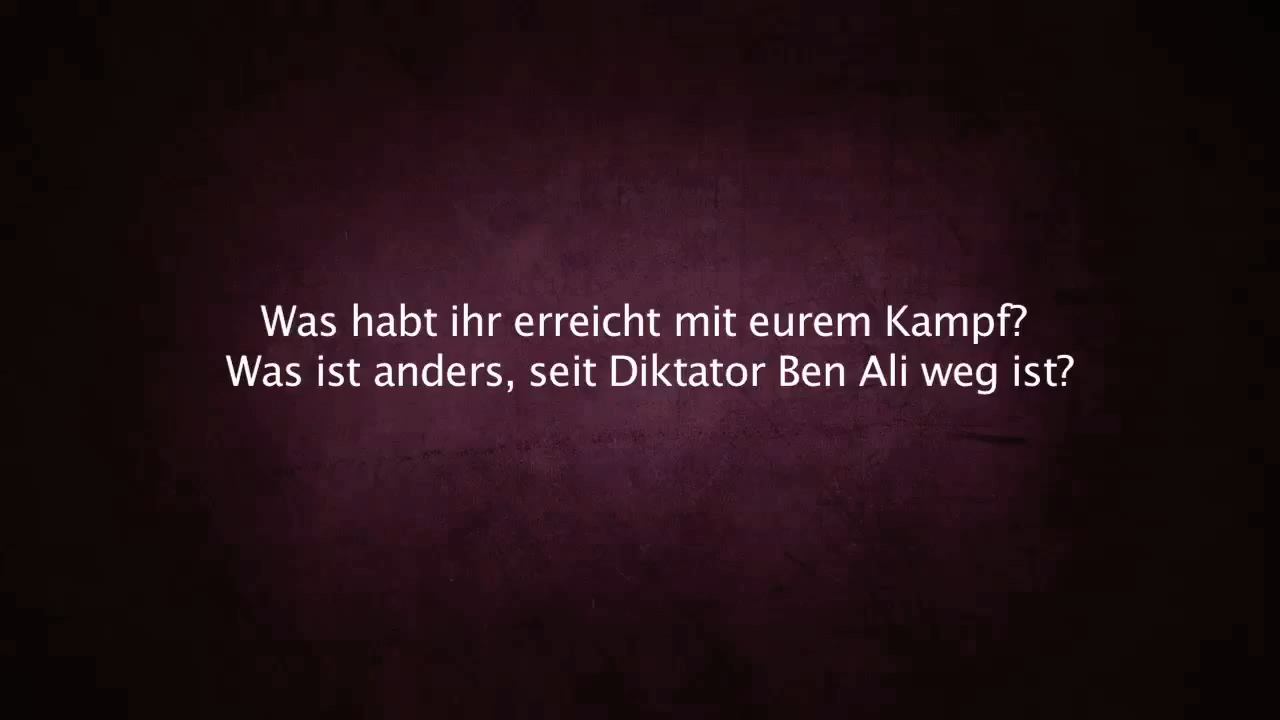 Was habt ihr erreicht mit eurem Kampf?
Was ist anders, seit Diktator Ben Ali weg ist?